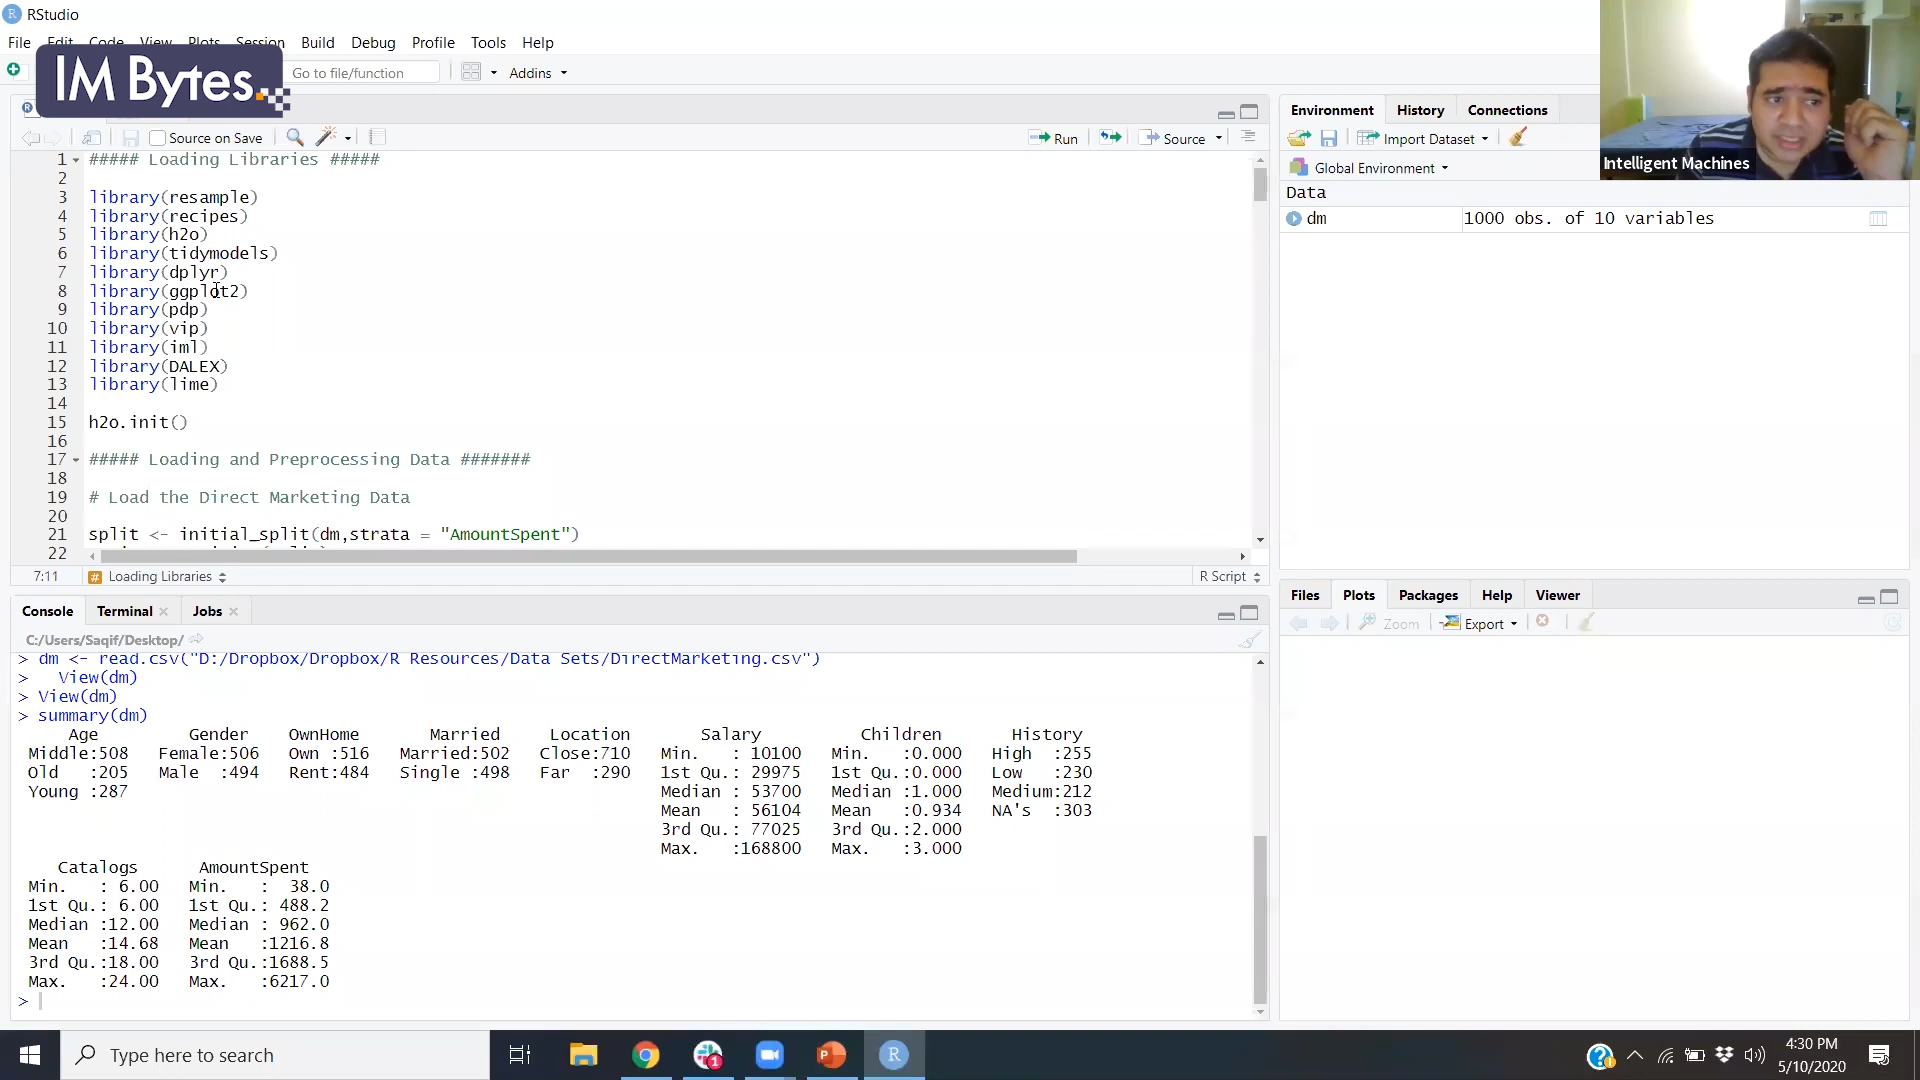 RStudio
File Edit Code View Plots Session Build Debug Profile Tools Help
IM Bytes.
Go to file/function
Addins
Source on Save
Run
Source
1 ##### Loading Libraries #####
2
3 library(resample)
4 library(recipes)
5 library(h2o)
6 library(tidymodels)
7 library(dplyr)
8 library(ggplot2)
9 library(pdp)
10 library(vip)
11 library(iml)
12 library(DALEX)
13 library(lime)
14
15 h2o.init()
16
17 ##### Loading and Preprocessing Data #######
18
19 # Load the Direct Marketing Data
20
21 split <- initial_split(dm,strata = "AmountSpent")
22
7:11 # Loading Libraries R Script
Console Terminal Jobs
C:/Users/Saqif/Desktop/
> dm <- read.csv("D:/Dropbox/Dropbox/R Resources/Data Sets/DirectMarketing.csv")
> View(dm)
> View(dm)
> summary(dm)
Age Gender OwnHome Married Location Salary Children History
Middle:508 Female:506 Own :516 Married:502 Close:710 Min. : 10100 Min. :0.000 High :255
Old :205 Male :494 Rent:484 Single :498 Far :290 1st Qu.: 29975 1st Qu.:0.000 Low :230
Young :287 Median : 53700 Median :1.000 Medium:212
Mean : 56104 Mean :0.934 NA's :303
3rd Qu.: 77025 3rd Qu.:2.000
Max. :168800 Max. :3.000
Catalogs AmountSpent
Min. : 6.00 Min. : 38.0
1st Qu.: 6.00 1st Qu.: 488.2
Median :12.00 Median : 962.0
Mean :14.68 Mean :1216.8
3rd Qu.:18.00 3rd Qu.:1688.5
Max. :24.00 Max. :6217.0
>
Environment History Connections
Import Dataset
Global Environment
Data
dm 1000 obs. of 10 variables
Intelligent Machines
Files Plots Packages Help Viewer
Zoom Export
Type here to search
4:30 PM
5/10/2020